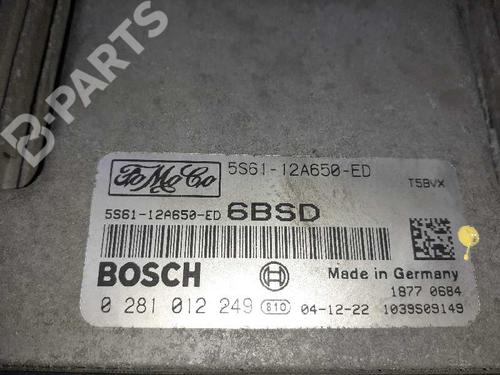 B-PARTS
FoMoCo
5S61-12A650-ED
T5BVX
5S61-12A650-ED 6BSD
BOSCH
Made in Germany
1877 0684
0 281 012 249 810 04-12-22 1039S09149